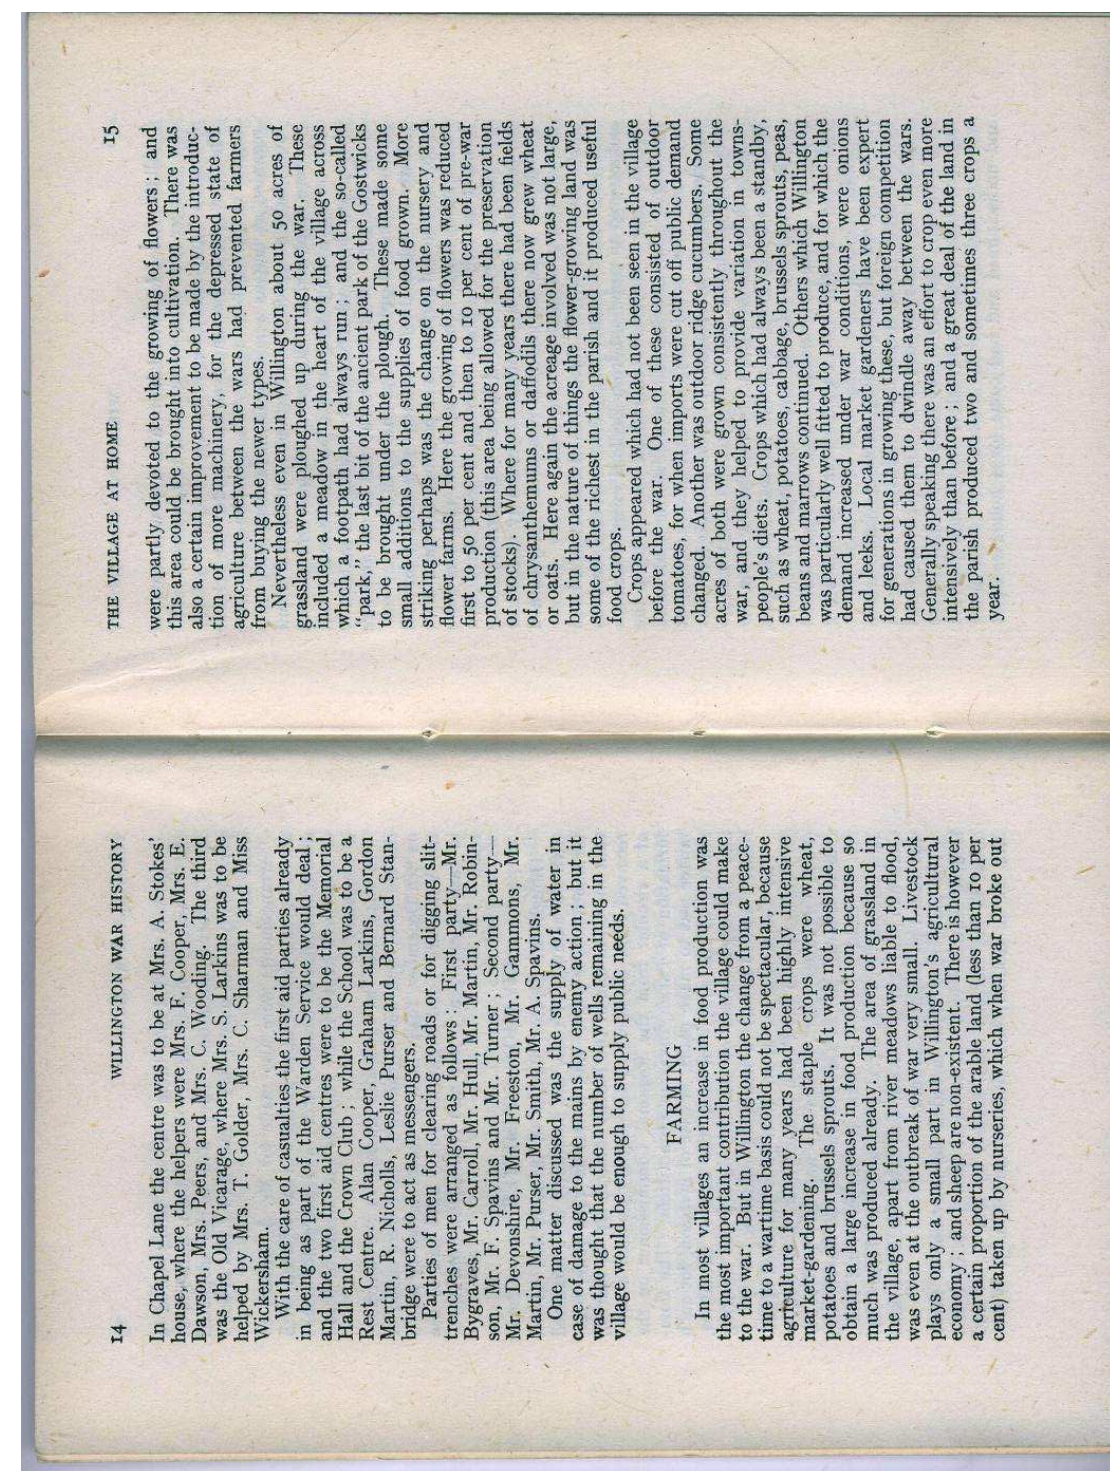 14
WILLINGTON WAR HISTORY
In Chapel Lane the centre was to be at Mrs. A. Stokes'
house, where the helpers were Mrs. F. Cooper, Mrs. E.
Dawson, Mrs. Peers, and Mrs. C. Wooding. The third
was the Old Vicarage, where Mrs. S. Larkins was to be
helped by Mrs. T. Golder, Mrs. C. Sharman and Miss
Wickersham.
With the care of casualties the first aid parties already
in being as part of the Warden Service would deal;
and the two first aid centres were to be the Memorial
Hall and the Crown Club; while the School was to be a
Rest Centre. Alan Cooper, Graham Larkins, Gordon
Martin, R. Nicholls, Leslie Purser and Bernard Stan-
bridge were to act as messengers.
Parties of men for clearing roads or for digging slit-
trenches were arranged as follows: First party—Mr.
Bygraves, Mr. Carroll, Mr. Hull, Mr. Martin, Mr. Robin-
son, Mr. F. Spavins and Mr. Turner; Second party—
Mr. Devonshire, Mr. Freeston, Mr. Gammons, Mr.
Martin, Mr. Purser, Mr. Smith, Mr. A Spavins.
One matter discussed was the supply of water in
case of damage to the mains by enemy action; but it
was thought that the number of wells remaining in the
village would be enough to supply public needs.
FARMING
In most villages an increase in food production was
the most important contribution the village could make
to the war. But in Willington the change from a peace-
time to a wartime basis could not be spectacular, because
agriculture for many years had been highly intensive
market-gardening. The staple crops were wheat,
potatoes and brussels sprouts. It was not possible to
obtain a large increase in food production because so
much was produced already. The area of grassland in
the village, apart from river meadows liable to flood,
was even at the outbreak of war very small. Livestock
plays only a small part in Willington's agricultural
economy; and sheep are non-existent. There is however
a certain proportion of the arable land (less than 10 per
cent) taken up by nurseries, which when war broke out
THE VILLAGE AT HOME
15
were partly devoted to the growing of flowers; and
this area could be brought into cultivation. There was
also a certain improvement to be made by the introduc-
tion of more machinery, for the depressed state of
agriculture between the wars had prevented farmers
from buying the newer types.
Nevertheless even in Willington about 50 acres of
grassland were ploughed up during the war. These
included a meadow in the heart of the village across
which a footpath had always run; and the so-called
"park," the last bit of the ancient park of the Gostwicks
to be brought under the plough. These made some
small additions to the supplies of food grown. More
striking perhaps was the change on the nursery and
flower farms. Here the growing of flowers was reduced
first to 50 per cent and then to 10 per cent of pre-war
production (this area being allowed for the preservation
of stocks). Where for many years there had been fields
of chrysanthemums or daffodils there now grew wheat
or oats. Here again the acreage involved was not large,
but in the nature of things the flower-growing land was
some of the richest in the parish and it produced useful
food crops.
Crops appeared which had not been seen in the village
before the war. One of these consisted of outdoor
tomatoes, for when imports were cut off public demand
changed. Another was outdoor ridge cucumbers. Some
acres of both were grown consistently throughout the
war, and they helped to provide variation in towns-
people's diets. Crops which had always been a standby,
such as wheat, potatoes, cabbage, brussels sprouts, peas,
beans and marrows continued. Others which Willington
was particularly well fitted to produce, and for which the
demand increased under war conditions, were onions
and leeks. Local market gardeners have been expert
for generations in growing these, but foreign competition
had caused them to dwindle away between the wars.
Generally speaking there was an effort to crop even more
intensively than before; and a great deal of the land in
the parish produced two and sometimes three crops a
year.